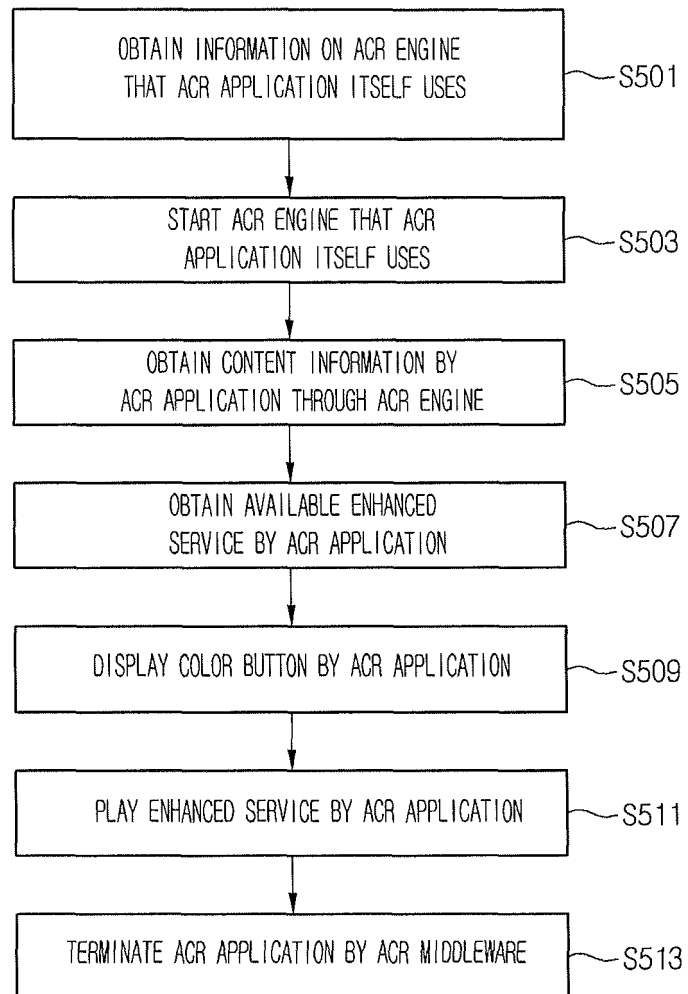 OBTAIN INFORMATION ON ACR ENGINE
THAT ACR APPLICATION ITSELF USES
S501
START ACR ENGINE THAT ACR
APPLICATION ITSELF USES
S503
OBTAIN CONTENT INFORMATION BY
ACR APPLICATION THROUGH ACR ENGINE
S505
OBTAIN AVAILABLE ENHANCED
SERVICE BY ACR APPLICATION
S507
DISPLAY COLOR BUTTON BY ACR APPLICATION
S509
PLAY ENHANCED SERVICE BY ACR APPLICATION
S511
TERMINATE ACR APPLICATION BY ACR MIDDLEWARE
S513